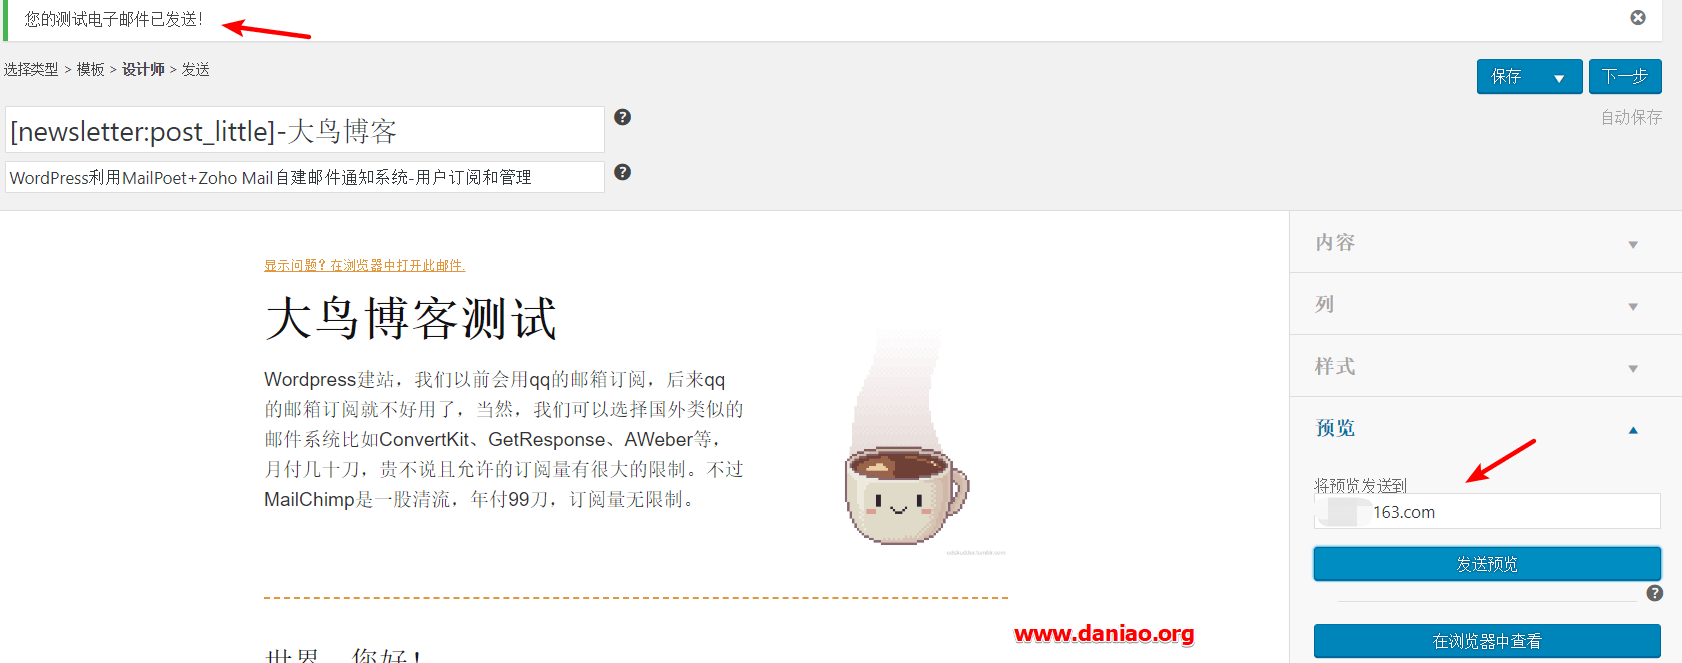 您的测试电子邮件已发送！
选择类型 > 模板 > 设计师 > 发送
保存
下一步
自动保存
[newsletter:post_little]-大鸟博客
WordPress利用MailPoet+Zoho Mail自建邮件通知系统-用户订阅和管理
显示问题？在浏览器中打开此邮件.
大鸟博客测试
Wordpress建站，我们以前会用qq的邮箱订阅，后来qq
的邮箱订阅就不好用了，当然，我们可以选择国外类似的
邮件系统比如ConvertKit、GetResponse、AWeber等，
月付几十刀，贵不说且允许的订阅量有很大的限制。不过
MailChimp是一股清流，年付99刀，订阅量无限制。
世界，您好！
内容
列
样式
预览
将预览发送到
163.com
发送预览
在浏览器中查看
www.daniao.org